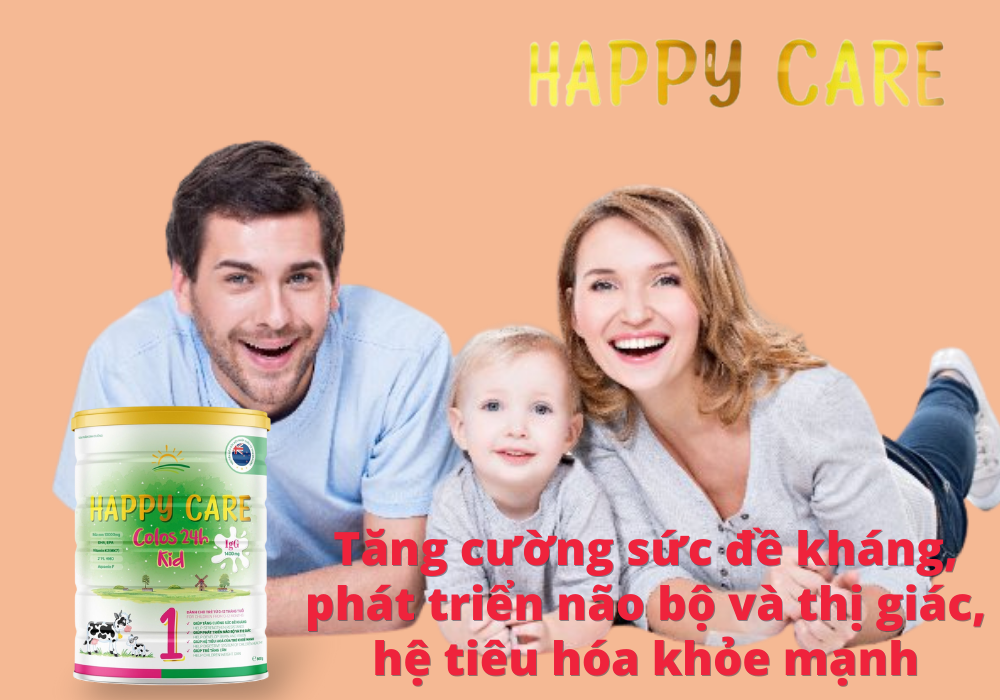 HAPPY CARE
HAPPY CARE
Colos 24h
Kid
IgG
1
Tăng cường sức đề kháng,
phát triển não bộ và thị giác,
hệ tiêu hóa khỏe mạnh